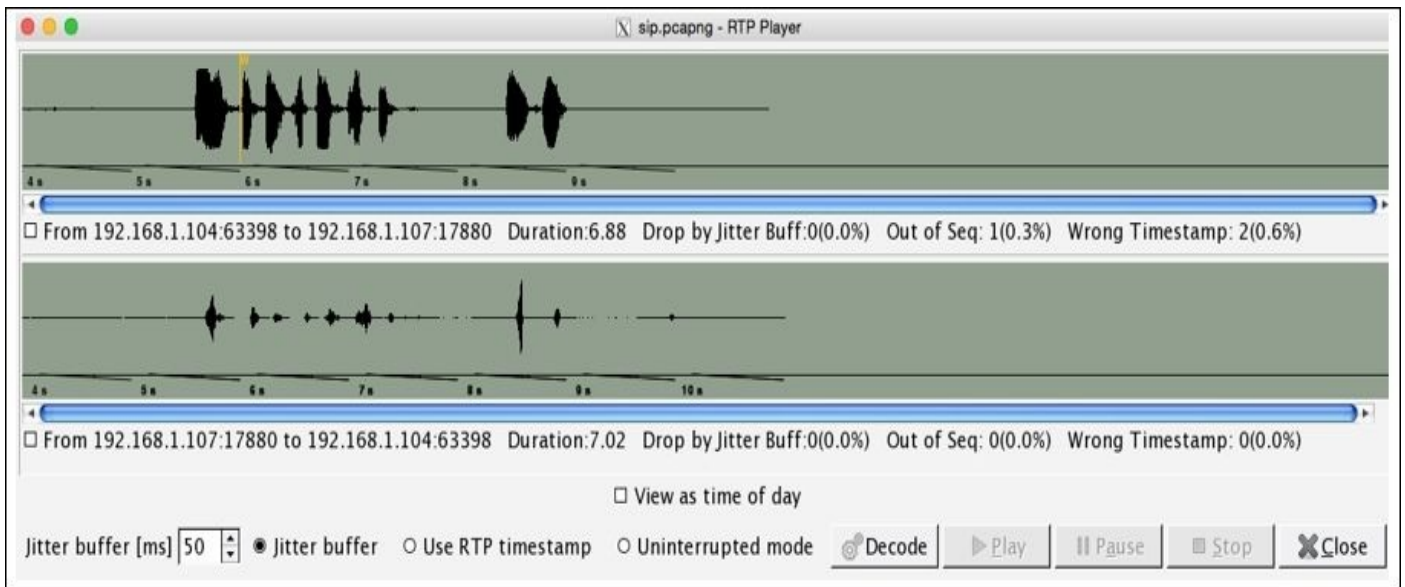 sip.pcapng - RTP Player
W
4 s 5 s 6 s 7 s 8 s 9 s
From 192.168.1.104:63398 to 192.168.1.107:17880 Duration:6.88 Drop by Jitter Buff:0(0.0%) Out of Seq: 1(0.3%) Wrong Timestamp: 2(0.6%)
4 s 5 s 6 s 7 s 8 s 9 s 10 s
From 192.168.1.107:17880 to 192.168.1.104:63398 Duration:7.02 Drop by Jitter Buff:0(0.0%) Out of Seq: 0(0.0%) Wrong Timestamp: 0(0.0%)
View as time of day
Jitter buffer [ms] 50 Jitter buffer Use RTP timestamp Uninterrupted mode Decode Play Pause Stop Close